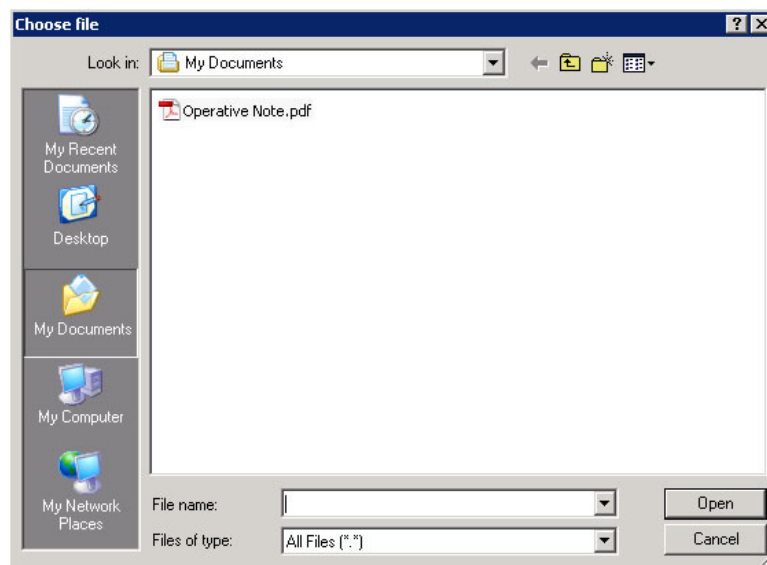 Choose file
Look in:
My Documents
My Recent
Documents
Desktop
My Documents
My Computer
My Network
Places
Operative Note.pdf
File name:
Open
Files of type:
All Files (*.*)
Cancel